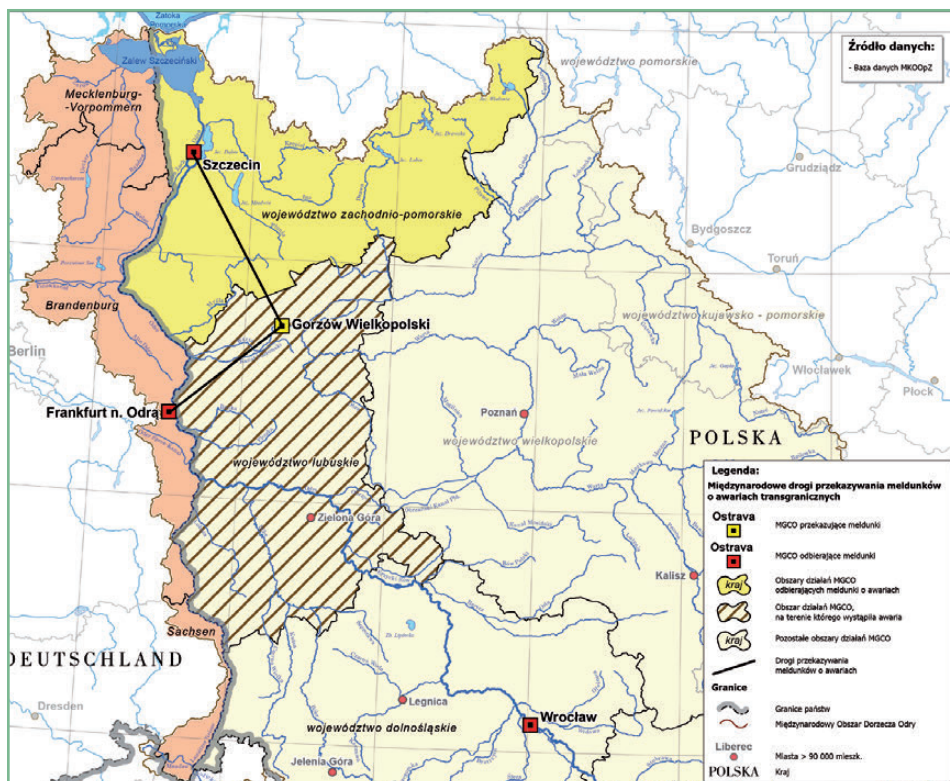 Zatoka
Pomorska
Zalew Szczeciński
województwo pomorskie
Źródło danych:
- Baza danych MKOOpZ
Mecklenburg-
-Vorpommern
Grudziądz
Szczecin
województwo zachodnio-pomorskie
Bydgoszcz
Toruń
Brandenburg
Gorzów Wielkopolski
województwo kujawsko - pomorskie
Berlin
Włocławek
Płock
Frankfurt n. Odrą
Poznań
województwo wielkopolskie
POLSKA
województwo lubuskie
Zielona Góra
Kalisz
Sachsen
DEUTSCHLAND
Dresden
Legnica
Wrocław
województwo dolnośląskie
Jelenia Góra
Legenda:
Międzynarodowe drogi przekazywania meldunków
o awariach transgranicznych
Ostrava
MGCO przekazujące meldunki
Ostrava
MGCO odbierające meldunki
kraj
Obszary działań MGCO
odbierających meldunki o awariach
Obszar działań MGCO,
na terenie którego wystąpiła awaria
kraj
Pozostałe obszary działań MGCO
Drogi przekazywania
meldunków o awariach
Granice
Granice państw
Międzynarodowy Obszar Dorzecza Odry
Liberec
Miasta > 90 000 mieszk.
POLSKA
Kraj